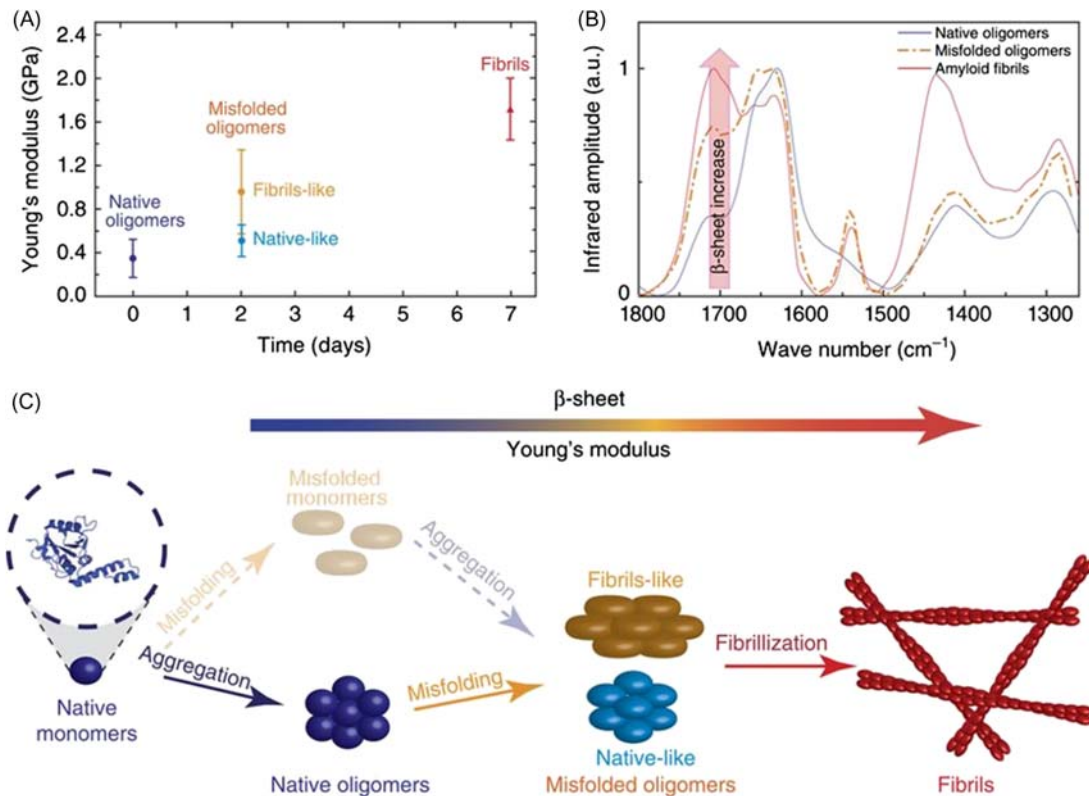 (A)
2.4
2.0
1.6
1.2
0.8
0.4
0.0
Young's modulus (GPa)
Native
oligomers
Misfolded
oligomers
Fibrils-like
Native-like
Fibrils
0 1 2 3 4 5 6 7
Time (days)
(B)
1
0
Infrared amplitude (a.u.)
Native oligomers
Misfolded oligomers
Amyloid fibrils
β-sheet increase
1800 1700 1600 1500 1400 1300
Wave number (cm⁻¹)
(C)
β-sheet
Young's modulus
Misfolded
monomers
Misfolding
Aggregation
Aggregation
Native
monomers
Native oligomers
Misfolding
Fibrils-like
Native-like
Misfolded oligomers
Fibrillization
Fibrils